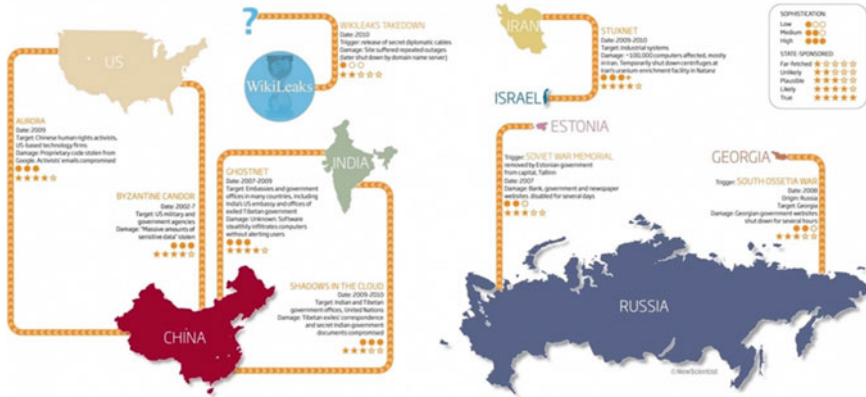 US
AURORA
Date: 2009
Target: Chinese human rights activists,
US-based technology firms
Damage: Proprietary code stolen from
Google. Activists' emails compromised
BYZANTINE CANDOR
Date: 2002-7
Target: US military and
government agencies
Damage: "Massive amounts of
sensitive data" stolen
?
WIKILEAKS TAKEDOWN
Date: 2010
Trigger: release of secret diplomatic cables
Damage: Site suffered repeated outages
(later shut down by domain name server)
WikiLeaks
INDIA
GHOSTNET
Date: 2007-2009
Target: Embassies and government
offices in many countries, including
India's US embassy and offices of
exiled Tibetan government
Damage: Unknown. Software
stealthily infiltrates computers
without alerting users
SHADOWS IN THE CLOUD
Date: 2009-2010
Target: Indian and Tibetan
government offices, United Nations
Damage: Tibetan exiles' correspondence
and secret Indian government
documents compromised
CHINA
IRAN
STUXNET
Date: 2009-2010
Target: Industrial systems
Damage: ~100,000 computers affected, mostly
in Iran. Temporarily shut down centrifuges at
Iran's uranium enrichment facility in Natanz
ISRAEL
ESTONIA
Trigger: SOVIET WAR MEMORIAL
removed by Estonian government
from capital, Tallinn
Date: 2007
Damage: Bank, government and newspaper
websites disabled for several days
GEORGIA
Trigger: SOUTH OSSETIA WAR
Date: 2008
Origin: Russia
Target: Georgia
Damage: Georgian government websites
shut down for several hours
RUSSIA
©NewScientist
SOPHISTICATION:
Low
Medium
High
STATE-SPONSORED:
Far-fetched
Unlikely
Plausible
Likely
True